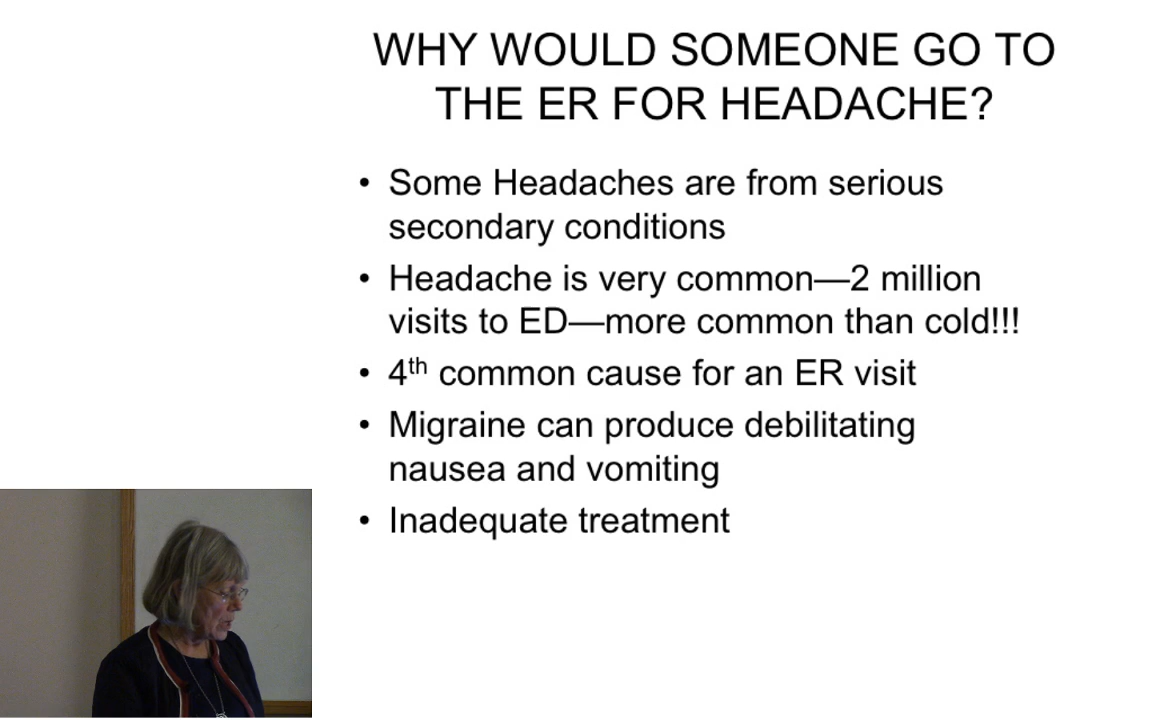 WHY WOULD SOMEONE GO TO
THE ER FOR HEADACHE?
• Some Headaches are from serious
secondary conditions
• Headache is very common—2 million
visits to ED—more common than cold!!!
• 4th common cause for an ER visit
• Migraine can produce debilitating
nausea and vomiting
• Inadequate treatment